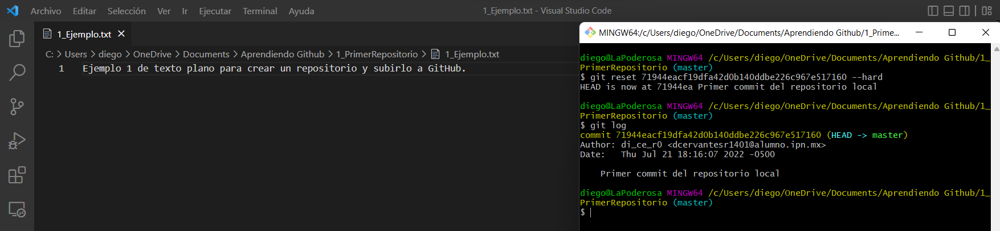 Archivo Editar Selección Ver Ir Ejecutar Terminal Ayuda
1_Ejemplo.txt - Visual Studio Code
1_Ejemplo.txt
C: > Users > diego > OneDrive > Documents > Aprendiendo Github > 1_PrimerRepositorio > 1_Ejemplo.txt
1 Ejemplo 1 de texto plano para crear un repositorio y subirlo a GitHub.
MINGW64:/c/Users/diego/OneDrive/Documents/Aprendiendo Github/1_Prime...
diego@LaPoderosa MINGW64 /c/Users/diego/OneDrive/Documents/Aprendiendo Github/1_
PrimerRepositorio (master)
$ git reset 71944eacf19dfa42d0b140ddbe226c967e517160 --hard
HEAD is now at 71944ea Primer commit del repositorio local
diego@LaPoderosa MINGW64 /c/Users/diego/OneDrive/Documents/Aprendiendo Github/1_
PrimerRepositorio (master)
$ git log
commit 71944eacf19dfa42d0b140ddbe226c967e517160 (HEAD -> master)
Author: di_ce_r0 <dcervantesr1401@alumno.ipn.mx>
Date:   Thu Jul 21 18:16:07 2022 -0500
Primer commit del repositorio local
diego@LaPoderosa MINGW64 /c/Users/diego/OneDrive/Documents/Aprendiendo Github/1_
PrimerRepositorio (master)
$